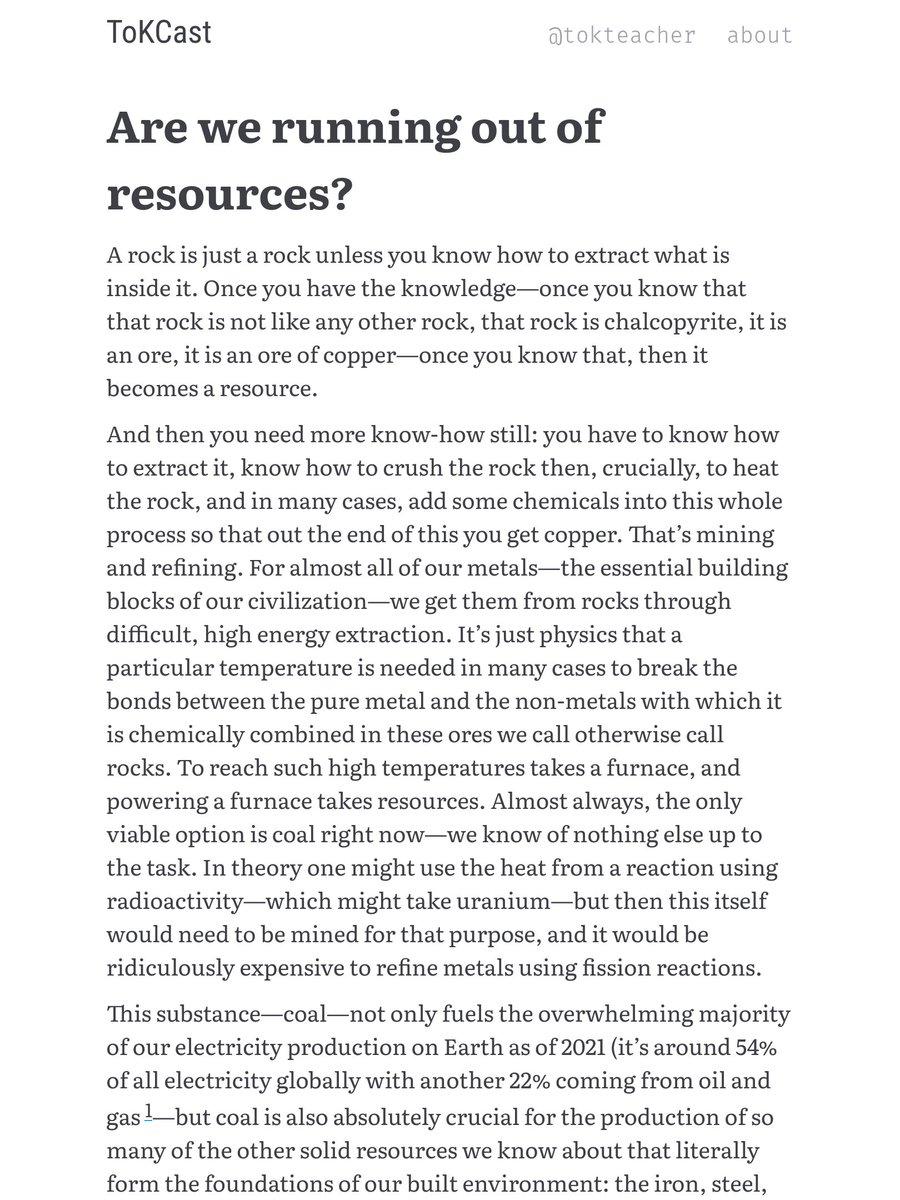 ToKCast
@tokteacher about
Are we running out of
resources?
A rock is just a rock unless you know how to extract what is
inside it. Once you have the knowledge—once you know that
that rock is not like any other rock, that rock is chalcopyrite, it is
an ore, it is an ore of copper—once you know that, then it
becomes a resource.
And then you need more know-how still: you have to know how
to extract it, know how to crush the rock then, crucially, to heat
the rock, and in many cases, add some chemicals into this whole
process so that out the end of this you get copper. That’s mining
and refining. For almost all of our metals—the essential building
blocks of our civilization—we get them from rocks through
difficult, high energy extraction. It’s just physics that a
particular temperature is needed in many cases to break the
bonds between the pure metal and the non-metals with which it
is chemically combined in these ores we call otherwise call
rocks. To reach such high temperatures takes a furnace, and
powering a furnace takes resources. Almost always, the only
viable option is coal right now—we know of nothing else up to
the task. In theory one might use the heat from a reaction using
radioactivity—which might take uranium—but then this itself
would need to be mined for that purpose, and it would be
ridiculously expensive to refine metals using fission reactions.
This substance—coal—not only fuels the overwhelming majority
of our electricity production on Earth as of 2021 (it’s around 54%
of all electricity globally with another 22% coming from oil and
gas 1—but coal is also absolutely crucial for the production of so
many of the other solid resources we know about that literally
form the foundations of our built environment: the iron, steel,